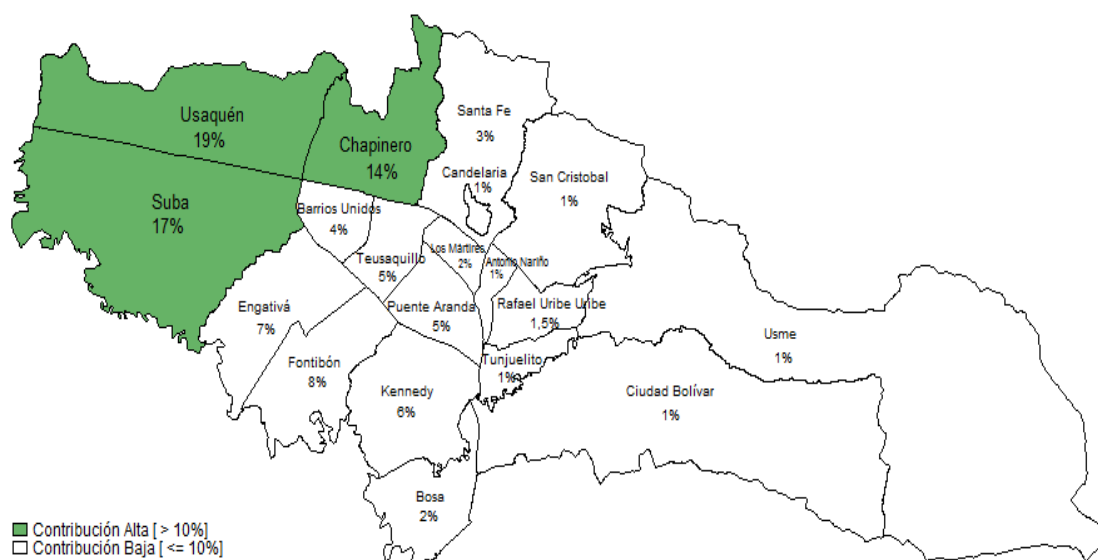 Usaquén
19%
Chapinero
14%
Suba
17%
Santa Fe
3%
Candelaria
1%
San Cristobal
1%
Barrios Unidos
4%
Teusaquillo
5%
Los Mártires
2%
Antonio Nariño
1%
Engativá
7%
Puente Aranda
5%
Rafael Uribe Uribe
1,5%
Fontibón
8%
Kennedy
6%
Tunjuelito
1%
Usme
1%
Ciudad Bolívar
1%
Bosa
2%
Contribución Alta [ > 10%]
Contribución Baja [ <= 10%]